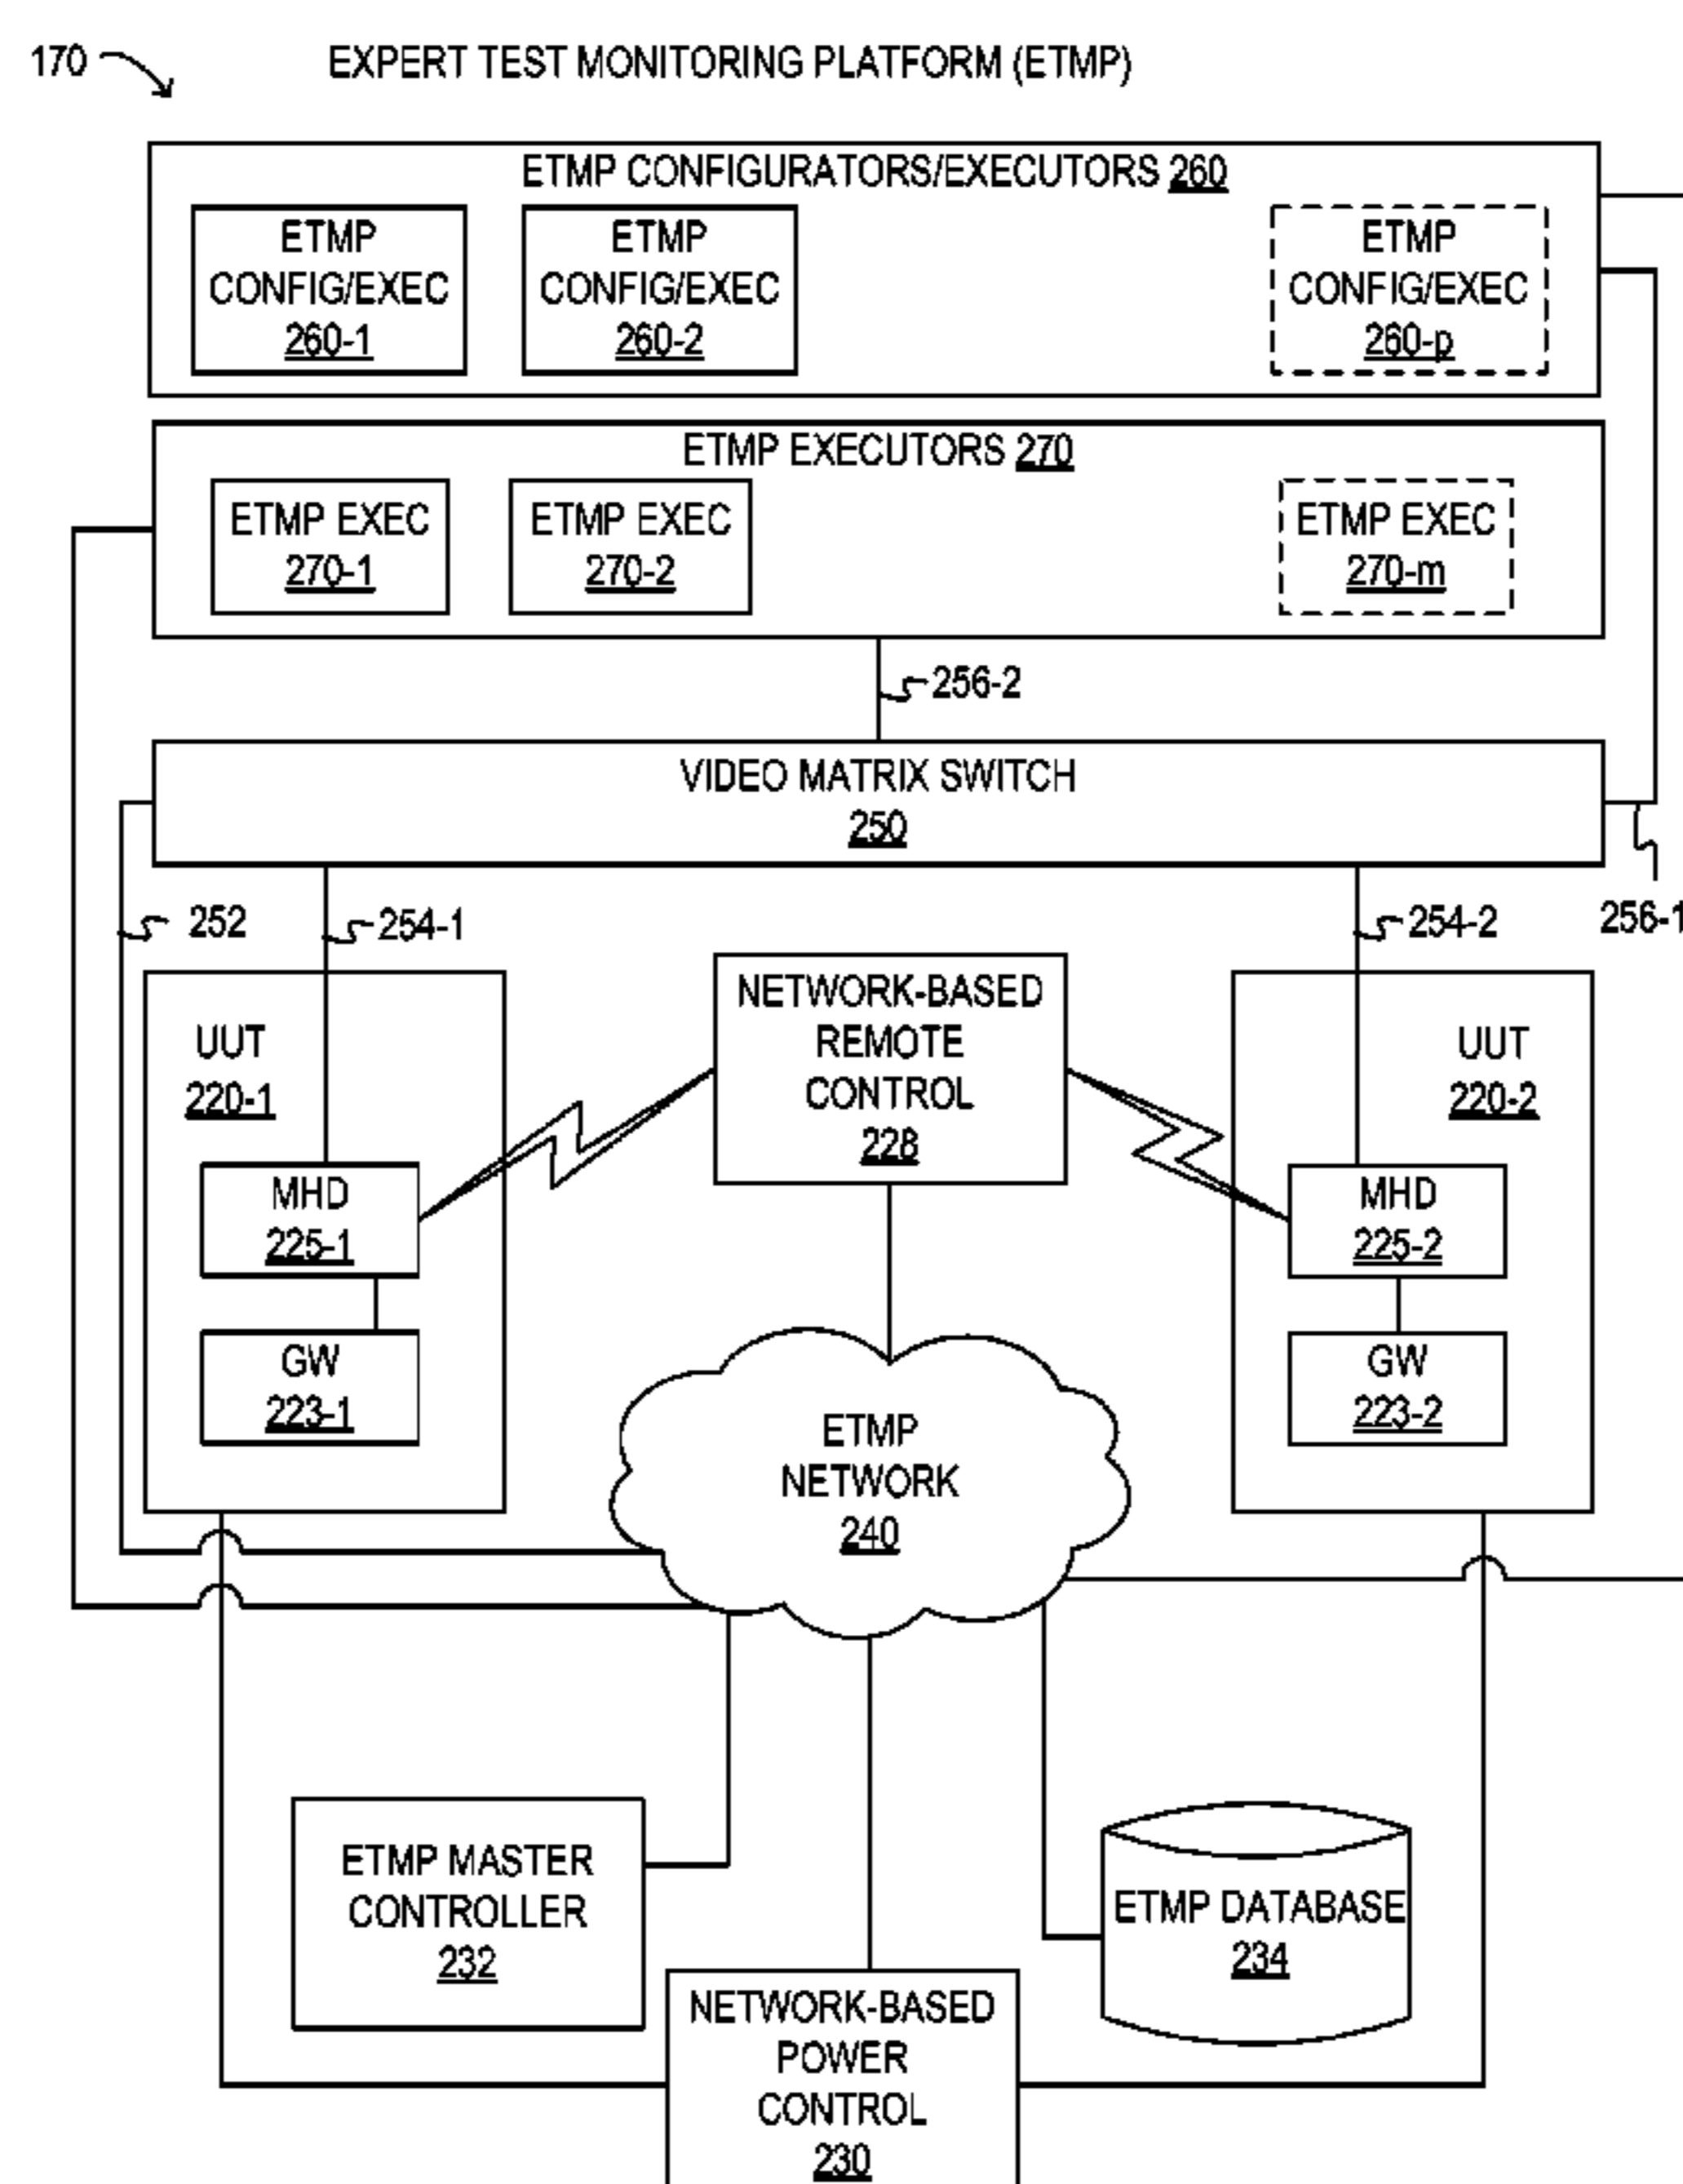 170
EXPERT TEST MONITORING PLATFORM (ETMP)
ETMP CONFIGURATORS/EXECUTORS 260
ETMP
CONFIG/EXEC
260-1
ETMP
CONFIG/EXEC
260-2
ETMP
CONFIG/EXEC
260-p
ETMP EXECUTORS 270
ETMP EXEC
270-1
ETMP EXEC
270-2
ETMP EXEC
270-m
256-2
VIDEO MATRIX SWITCH
250
252
254-1
254-2
256-1
UUT
220-1
NETWORK-BASED
REMOTE
CONTROL
228
UUT
220-2
MHD
225-1
MHD
225-2
GW
223-1
GW
223-2
ETMP
NETWORK
240
ETMP MASTER
CONTROLLER
232
ETMP DATABASE
234
NETWORK-BASED
POWER
CONTROL
230